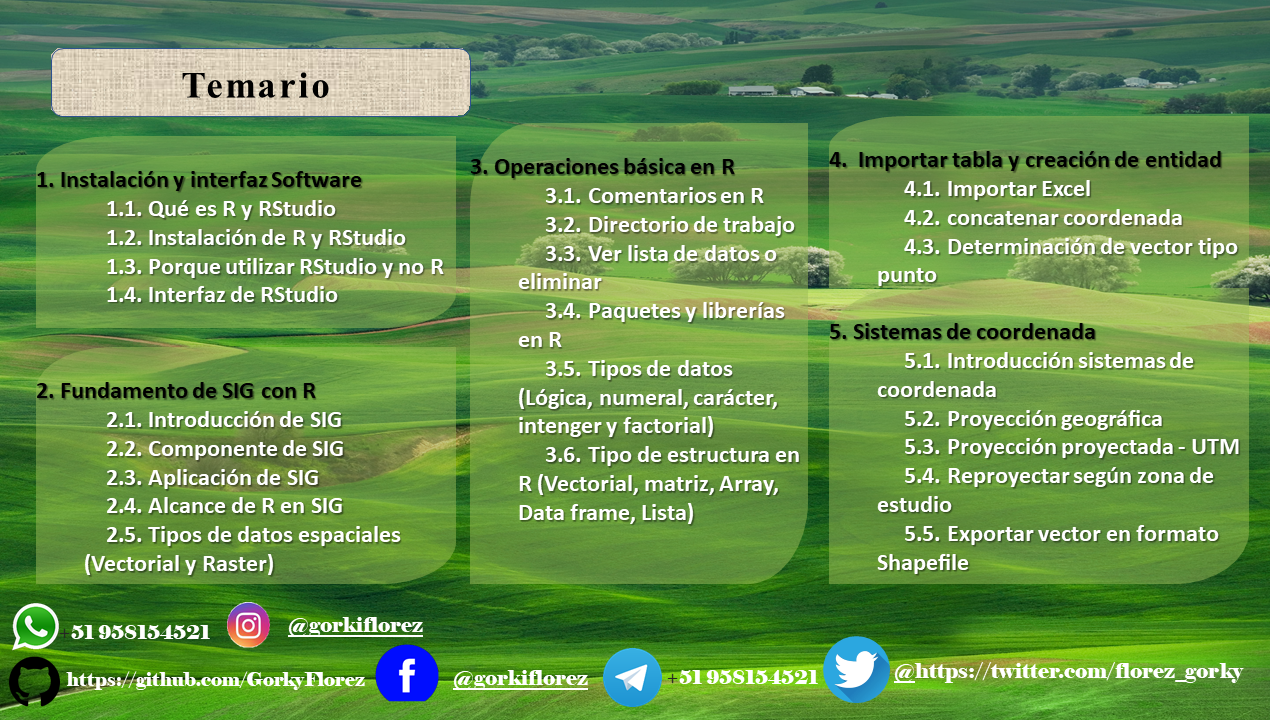 Temario
1. Instalación y interfaz Software
1.1. Qué es R y RStudio
1.2. Instalación de R y RStudio
1.3. Porque utilizar RStudio y no R
1.4. Interfaz de RStudio
2. Fundamento de SIG con R
2.1. Introducción de SIG
2.2. Componente de SIG
2.3. Aplicación de SIG
2.4. Alcance de R en SIG
2.5. Tipos de datos espaciales
(Vectorial y Raster)
3. Operaciones básica en R
3.1. Comentarios en R
3.2. Directorio de trabajo
3.3. Ver lista de datos o
eliminar
3.4. Paquetes y librerías
en R
3.5. Tipos de datos
(Lógica, numeral, carácter,
intenger y factorial)
3.6. Tipo de estructura en
R (Vectorial, matriz, Array,
Data frame, Lista)
4. Importar tabla y creación de entidad
4.1. Importar Excel
4.2. concatenar coordenada
4.3. Determinación de vector tipo
punto
5. Sistemas de coordenada
5.1. Introducción sistemas de
coordenada
5.2. Proyección geográfica
5.3. Proyección proyectada - UTM
5.4. Reproyectar según zona de
estudio
5.5. Exportar vector en formato
Shapefile
+51 958154521
@gorkiflorez
https://github.com/GorkyFlorez
@gorkiflorez
+51 958154521
@https://twitter.com/florez_gorky